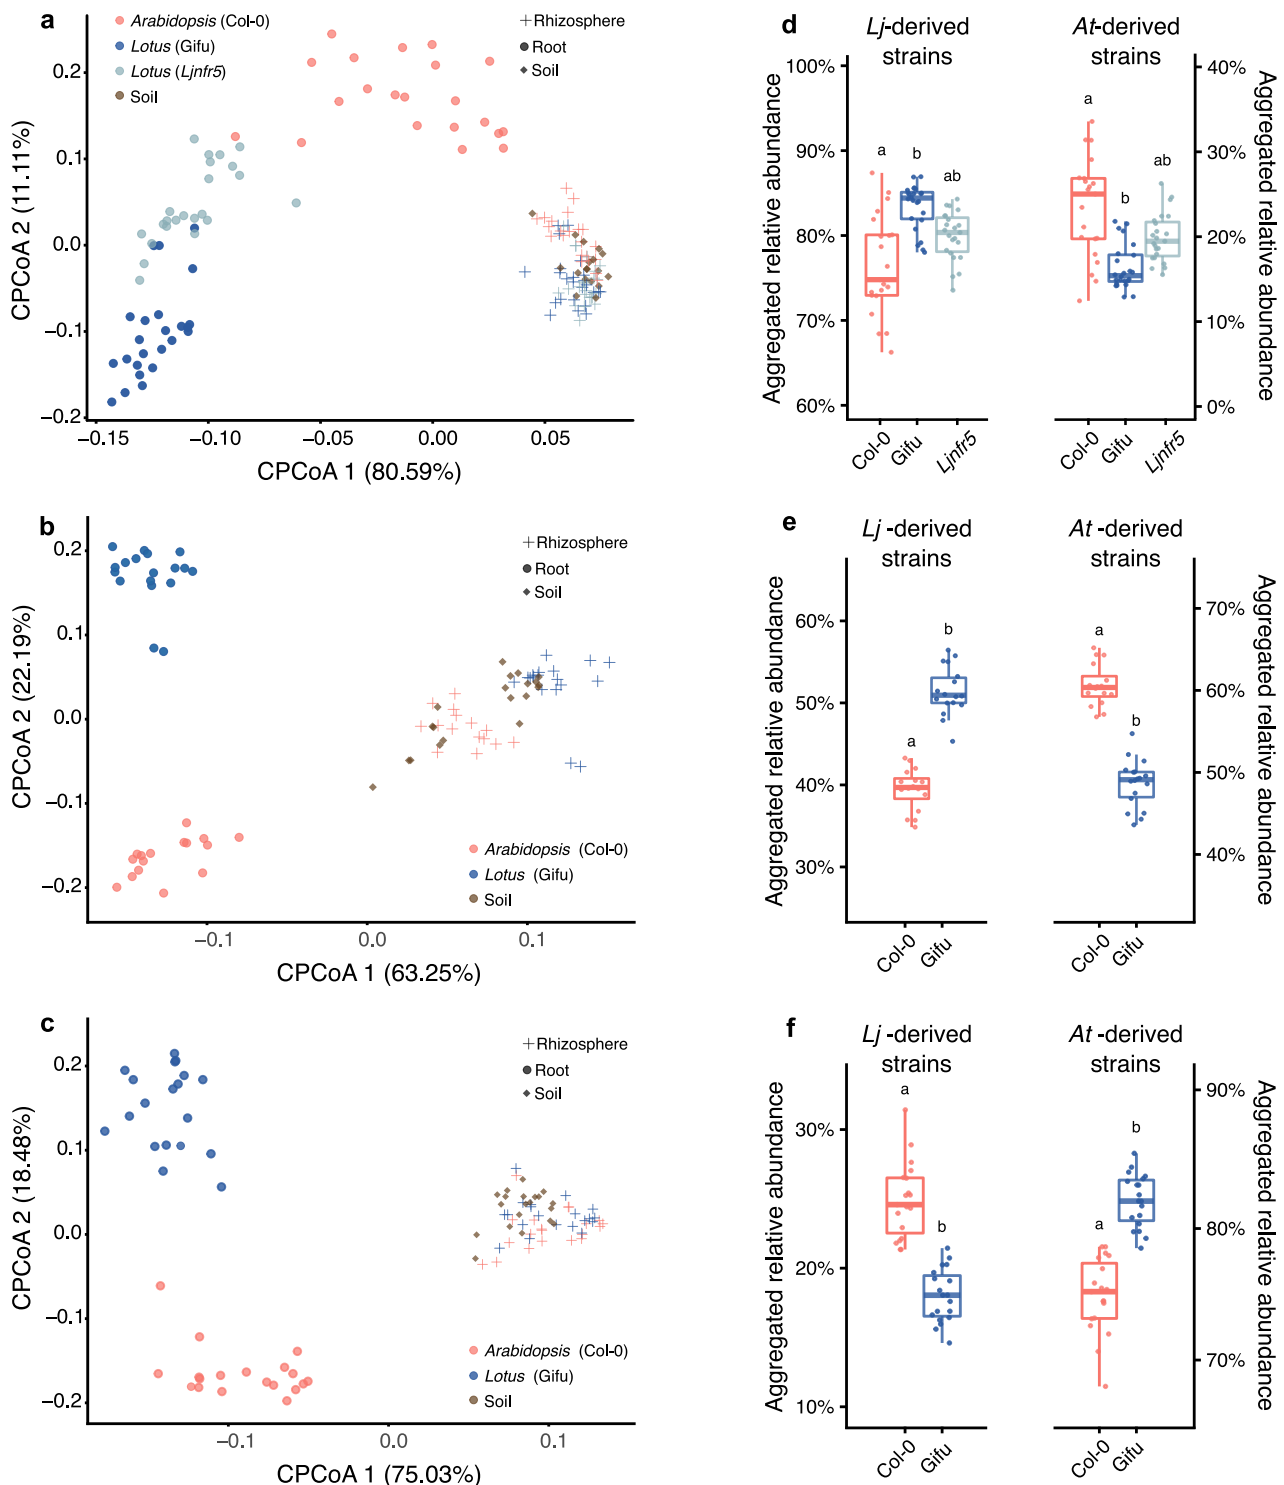 a
Arabidopsis (Col-0)
Lotus (Gifu)
Lotus (Ljnfr5)
Soil
Rhizosphere
Root
Soil
CPCoA 2 (11.11%)
0.2
0.1
0.0
−0.1
−0.2
−0.15
−0.10
−0.05
0.00
0.05
CPCoA 1 (80.59%)
d
Lj-derived
strains
At-derived
strains
Aggregated relative abundance
100%
90%
80%
70%
60%
a
b
ab
a
b
ab
40%
30%
20%
10%
0%
Aggregated relative
abundance
Col-0
Gifu
Ljnfr5
Col-0
Gifu
Ljnfr5
b
Rhizosphere
Root
Soil
CPCoA 2 (22.19%)
0.2
0.1
0.0
−0.1
−0.2
Arabidopsis (Col-0)
Lotus (Gifu)
Soil
−0.1
0.0
0.1
CPCoA 1 (63.25%)
e
Lj -derived
strains
At -derived
strains
Aggregated relative abundance
60%
50%
40%
30%
a
b
a
b
70%
60%
50%
40%
Aggregated relative abundance
Col-0
Gifu
Col-0
Gifu
c
Rhizosphere
Root
Soil
CPCoA 2 (18.48%)
0.2
0.1
0.0
−0.1
−0.2
Arabidopsis (Col-0)
Lotus (Gifu)
Soil
−0.1
0.0
0.1
CPCoA 1 (75.03%)
f
Lj -derived
strains
At -derived
strains
Aggregated relative abundance
30%
20%
10%
a
b
a
b
90%
80%
70%
Aggregated relative abundance
Col-0
Gifu
Col-0
Gifu